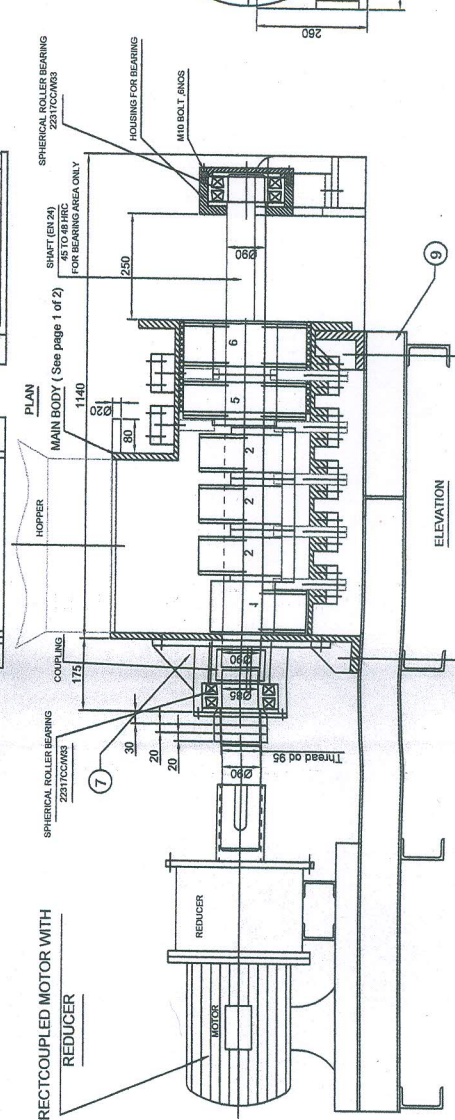 260
SPHERICAL ROLLER BEARING
22317CC/W33
HOUSING FOR BEARING
M10 BOLT ,6NOS
SHAFT (EN 24)
45 TO 48 HRC
FOR BEARING AREA ONLY
250
Ø90
PLAN
MAIN BODY ( See page 1 of 2)
1140
Ø20
80
HOPPER
6
5
2
2
2
1
9
ELEVATION
COUPLING
175
SPHERICAL ROLLER BEARING
22317CC/W33
7
30
20
20
Ø90
Ø85
Ø90
Thread od 95
RECTCOUPLED MOTOR WITH
REDUCER
REDUCER
MOTOR